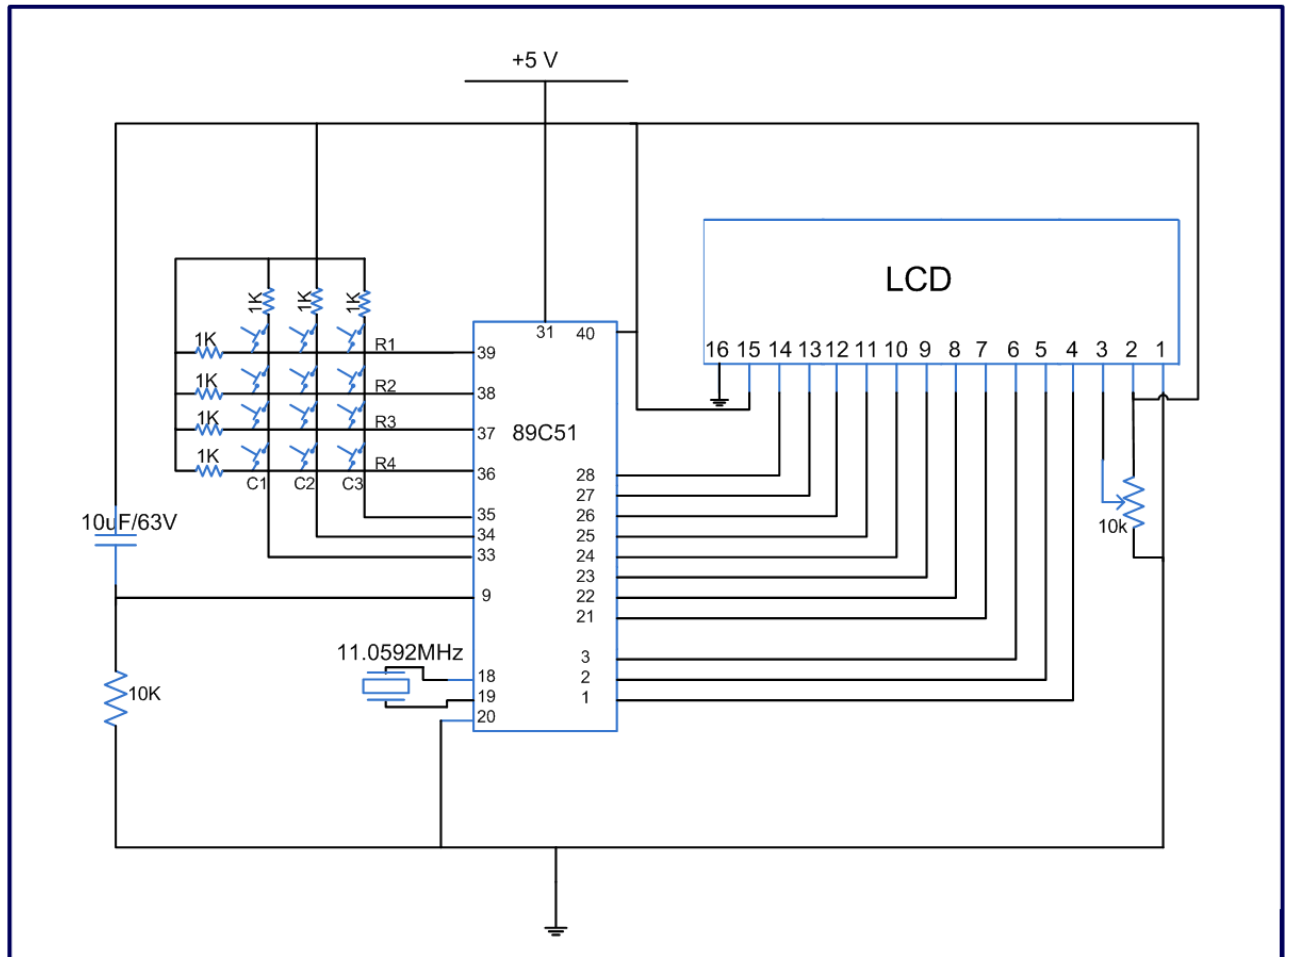 +5 V
LCD
16 15 14 13 12 11 10 9 8 7 6 5 4 3 2 1
31 40
1K 1K 1K
1K R1 39
1K R2 38
1K R3 37
89C51
1K R4 36
C1 C2 C3
28
27
26
25
24
23
22
21
35
34
33
10uF/63V
10k
9
11.0592MHz
3
2
1
18
19
20
10K